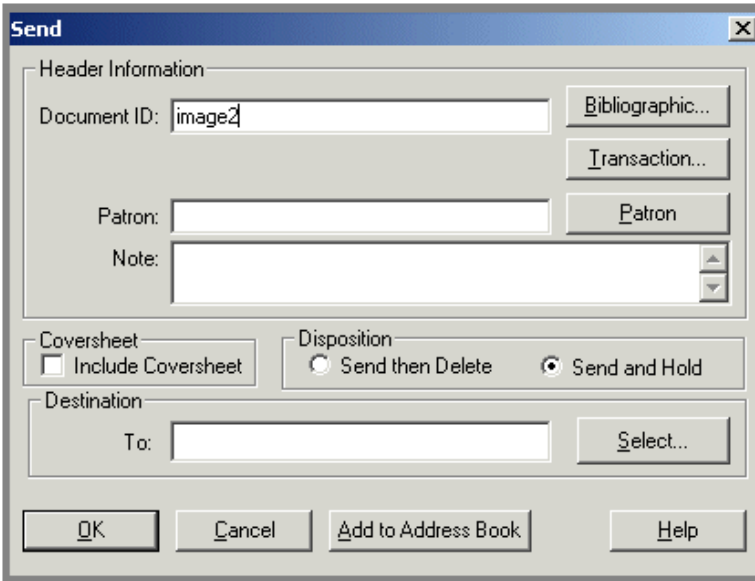 Send
Header Information
Document ID: image2 Bibliographic...
Transaction...
Patron: Patron
Note:
Coversheet Disposition
Include Coversheet Send then Delete Send and Hold
Destination
To: Select...
OK Cancel Add to Address Book Help